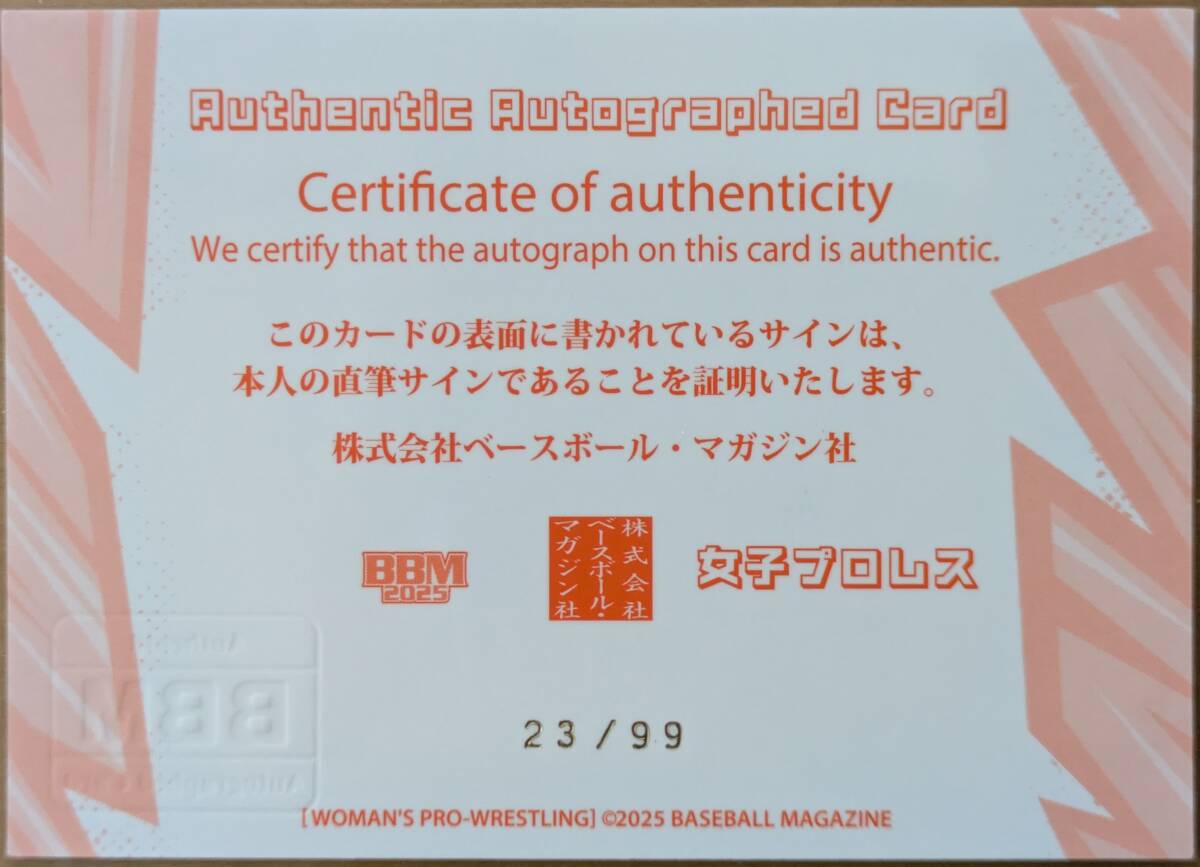 Authentic Autographed Card
Certificate of authenticity
We certify that the autograph on this card is authentic.
このカードの表面に書かれているサインは、
本人の直筆サインであることを証明いたします。
株式会社ベースボール・マガジン社
BBM
2025
株式会社
ベースボール・
マガジン社
女子プロレス
BBM
23/99
[WOMAN'S PRO-WRESTLING] ©2025 BASEBALL MAGAZINE